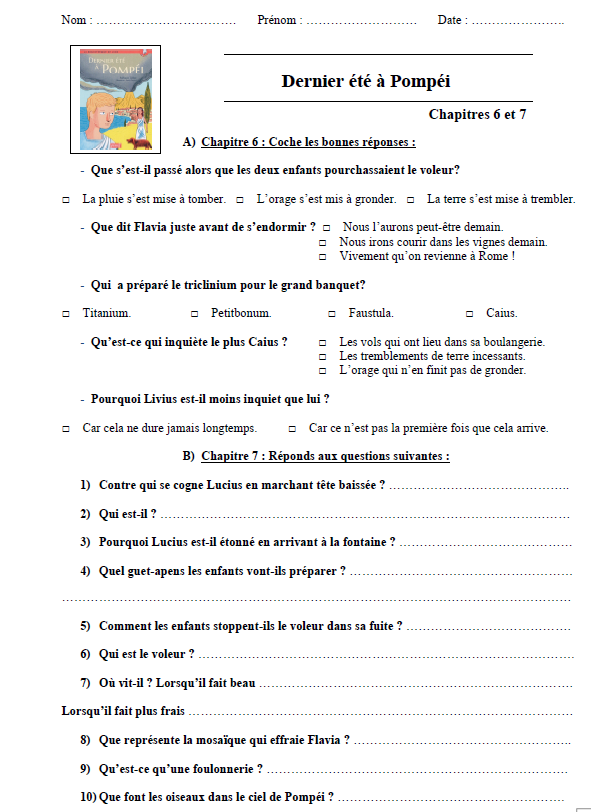 Nom : ……………………………. Prénom : ……………………… Date : …………………..
DERNIER ÉTÉ
À POMPÉI
Dernier été à Pompéi
Chapitres 6 et 7
A) Chapitre 6 : Coche les bonnes réponses :
- Que s’est-il passé alors que les deux enfants pourchassaient le voleur?
□ La pluie s’est mise à tomber. □ L’orage s’est mis à gronder. □ La terre s’est mise à trembler.
- Que dit Flavia juste avant de s’endormir ? □ Nous l’aurons peut-être demain.
□ Nous irons courir dans les vignes demain.
□ Vivement qu’on revienne à Rome !
- Qui a préparé le triclinium pour le grand banquet?
□ Titanium. □ Petitbonum. □ Faustula. □ Caius.
- Qu’est-ce qui inquiète le plus Caius ? □ Les vols qui ont lieu dans sa boulangerie.
□ Les tremblements de terre incessants.
□ L’orage qui n’en finit pas de gronder.
- Pourquoi Livius est-il moins inquiet que lui ?
□ Car cela ne dure jamais longtemps. □ Car ce n’est pas la première fois que cela arrive.
B) Chapitre 7 : Réponds aux questions suivantes :
1) Contre qui se cogne Lucius en marchant tête baissée ? ……………………………………..
2) Qui est-il ? …………………………………………………………………………………………
3) Pourquoi Lucius est-il étonné en arrivant à la fontaine ? ……………………………………
4) Quel guet-apens les enfants vont-ils préparer ? ………………………………………………
………………………………………………………………………………………………………………
5) Comment les enfants stoppent-ils le voleur dans sa fuite ? ………………………………….
6) Qui est le voleur ? ………………………………………………………………………………….
7) Où vit-il ? Lorsqu’il fait beau ……………………………………………………………………
Lorsqu’il fait plus frais ……………………………………………………………………………………
8) Que représente la mosaïque qui effraie Flavia ? ……………………………………………..
9) Qu’est-ce qu’une foulonnerie ? ……………………………………………………………….
10) Que font les oiseaux dans le ciel de Pompéi ? ……………………………………………….